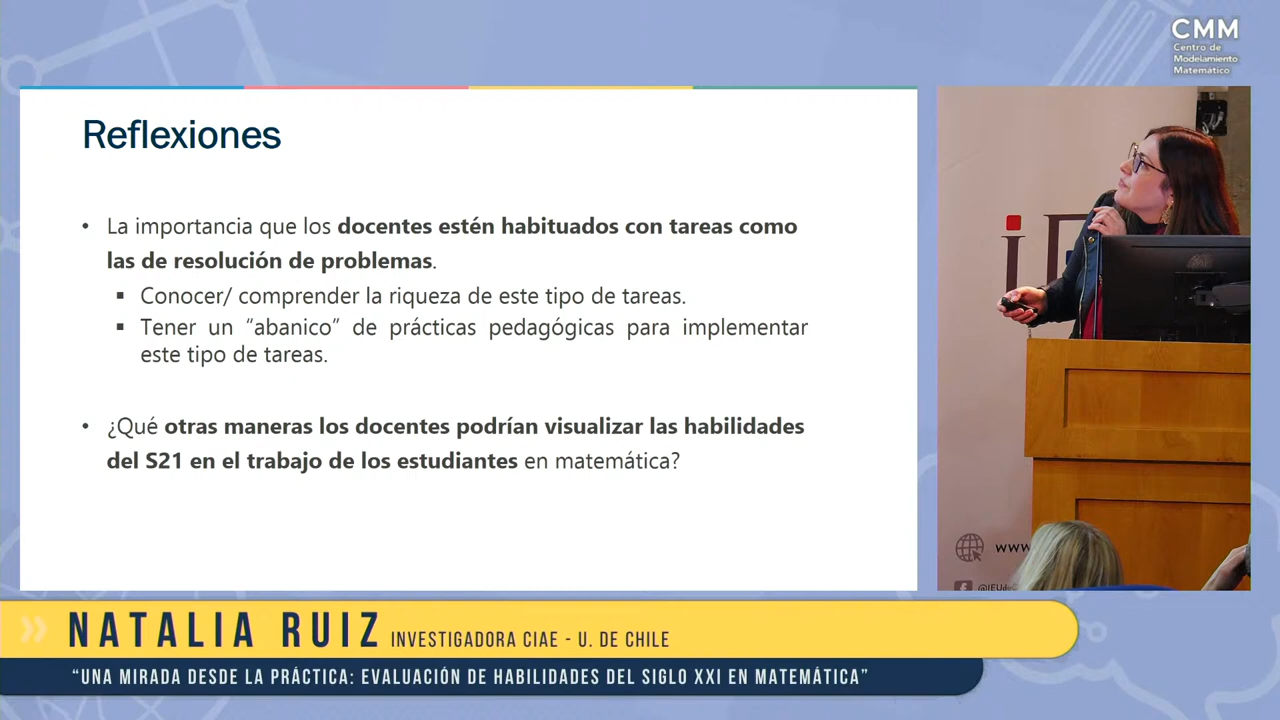 CMM
Centro de
Modelamiento
Matemático
Reflexiones
• La importancia que los docentes estén habituados con tareas como
las de resolución de problemas.
▪ Conocer/ comprender la riqueza de este tipo de tareas.
▪ Tener un “abanico” de prácticas pedagógicas para implementar
este tipo de tareas.
• ¿Qué otras maneras los docentes podrían visualizar las habilidades
del S21 en el trabajo de los estudiantes en matemática?
www
NATALIA RUIZ INVESTIGADORA CIAE - U. DE CHILE
“UNA MIRADA DESDE LA PRÁCTICA: EVALUACIÓN DE HABILIDADES DEL SIGLO XXI EN MATEMÁTICA”